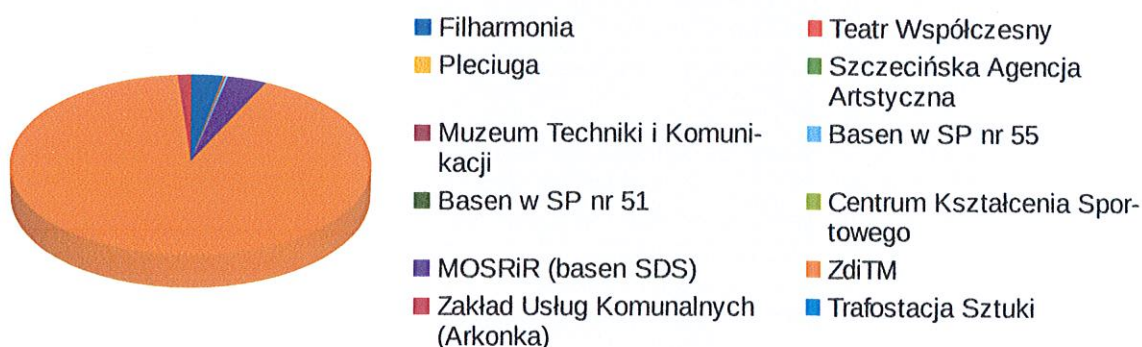 Filharmonia
Teatr Współczesny
Pleciuga
Szczecińska Agencja
Artstyczna
Muzeum Techniki i Komuni-
kacji
Basen w SP nr 55
Basen w SP nr 51
Centrum Kształcenia Spor-
towego
MOSRiR (basen SDS)
ZdiTM
Zakład Usług Komunalnych
(Arkonka)
Trafostacja Sztuki